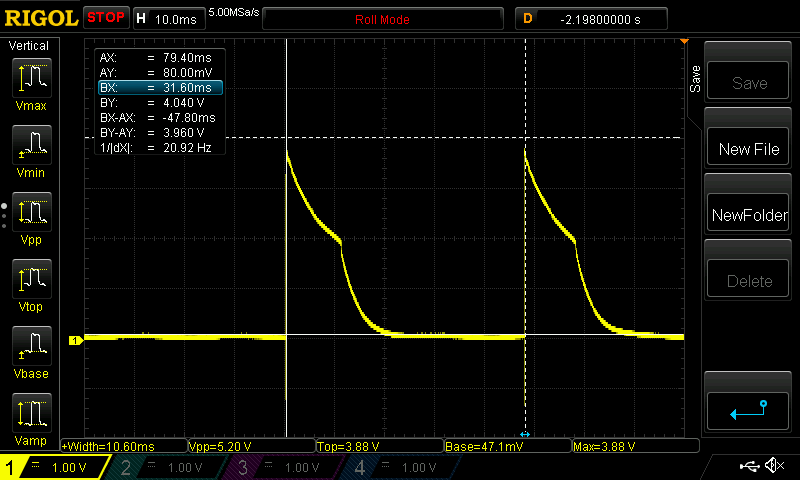 RIGOL STOP H 10.0ms 5.00MSa/s Roll Mode D -2.19800000 s
Vertical
Vmax
Vmin
Vpp
Vtop
Vbase
Vamp
AX: = 79.40ms
AY: = 80.00mV
BX: = 31.60ms
BY: = 4.040 V
BX-AX: = -47.80ms
BY-AY: = 3.960 V
1/|dX|: = 20.92 Hz
1
Save
Save
New File
NewFolder
Delete
+Width=10.60ms Vpp=5.20 V Top=3.88 V Base=47.1mV Max=3.88 V
1 = 1.00 V 2 = 1.00 V 3 = 1.00 V 4 = 1.00 V